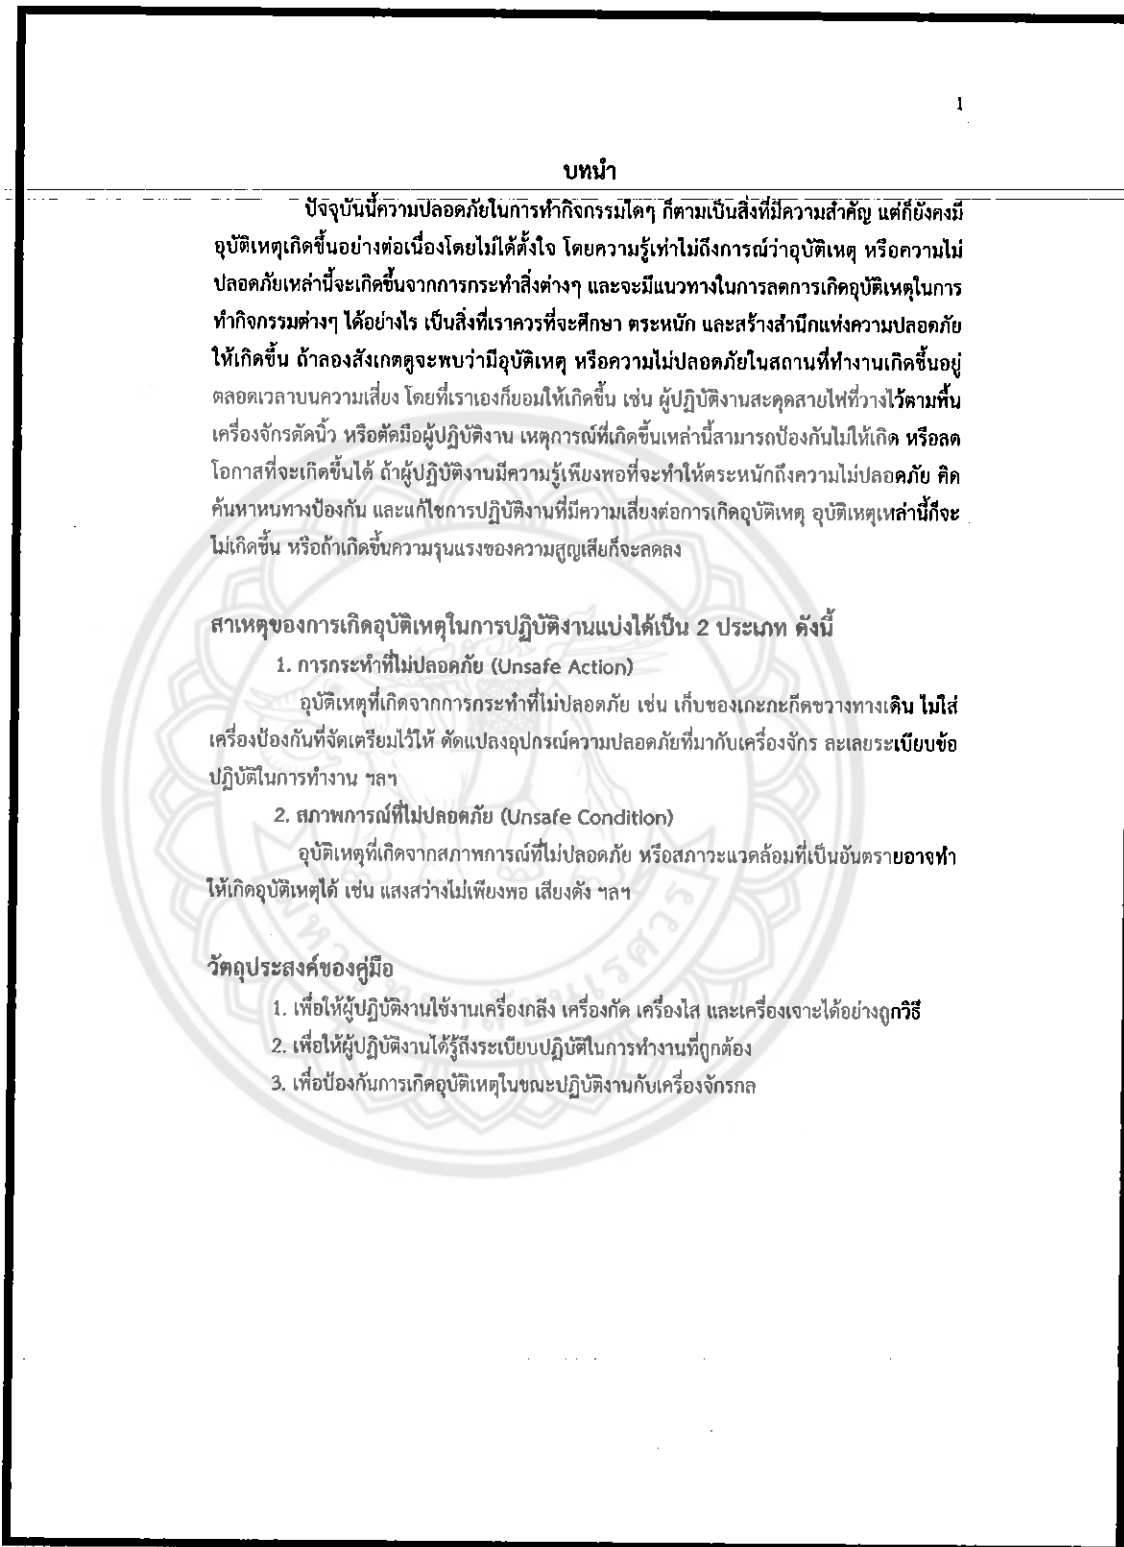 1
บทนำ
ปัจจุบันนี้ความปลอดภัยในการทำกิจกรรมใดๆ ก็ตามเป็นสิ่งที่มีความสำคัญ แต่ก็ยังคงมี
อุบัติเหตุเกิดขึ้นอย่างต่อเนื่องโดยไม่ได้ตั้งใจ โดยความรู้เท่าไม่ถึงการณ์ว่าอุบัติเหตุ หรือความไม่
ปลอดภัยเหล่านี้จะเกิดขึ้นจากการกระทำสิ่งต่างๆ และจะมีแนวทางในการลดการเกิดอุบัติเหตุในการ
ทำกิจกรรมต่างๆ ได้อย่างไร เป็นสิ่งที่เราควรที่จะศึกษา ตระหนัก และสร้างสำนึกแห่งความปลอดภัย
ให้เกิดขึ้น ถ้าลองสังเกตดูจะพบว่ามีอุบัติเหตุ หรือความไม่ปลอดภัยในสถานที่ทำงานเกิดขึ้นอยู่
ตลอดเวลาบนความเสี่ยง โดยที่เราเองก็ยอมให้เกิดขึ้น เช่น ผู้ปฏิบัติงานสะดุดสายไฟที่วางไว้ตามพื้น
เครื่องจักรตัดนิ้ว หรือตัดมือผู้ปฏิบัติงาน เหตุการณ์ที่เกิดขึ้นเหล่านี้สามารถป้องกันไม่ให้เกิด หรือลด
โอกาสที่จะเกิดขึ้นได้ ถ้าผู้ปฏิบัติงานมีความรู้เพียงพอที่จะทำให้ตระหนักถึงความไม่ปลอดภัย คิด
ค้นหาหนทางป้องกัน และแก้ไขการปฏิบัติงานที่มีความเสี่ยงต่อการเกิดอุบัติเหตุ อุบัติเหตุเหล่านี้ก็จะ
ไม่เกิดขึ้น หรือถ้าเกิดขึ้นความรุนแรงของความสูญเสียก็จะลดลง
สาเหตุของการเกิดอุบัติเหตุในการปฏิบัติงานแบ่งได้เป็น 2 ประเภท ดังนี้
1. การกระทำที่ไม่ปลอดภัย (Unsafe Action)
อุบัติเหตุที่เกิดจากการกระทำที่ไม่ปลอดภัย เช่น เก็บของเกะกะกีดขวางทางเดิน ไม่ใส่
เครื่องป้องกันที่จัดเตรียมไว้ให้ ดัดแปลงอุปกรณ์ความปลอดภัยที่มากับเครื่องจักร ละเลยระเบียบข้อ
ปฏิบัติในการทำงาน ฯลฯ
2. สภาพการณ์ที่ไม่ปลอดภัย (Unsafe Condition)
อุบัติเหตุที่เกิดจากสภาพการณ์ที่ไม่ปลอดภัย หรือสภาวะแวดล้อมที่เป็นอันตรายอาจทำ
ให้เกิดอุบัติเหตุได้ เช่น แสงสว่างไม่เพียงพอ เสียงดัง ฯลฯ
มหาวิทยาลัยนเรศวร
วัตถุประสงค์ของคู่มือ
1. เพื่อให้ผู้ปฏิบัติงานใช้งานเครื่องกลึง เครื่องกัด เครื่องไส และเครื่องเจาะได้อย่างถูกวิธี
2. เพื่อให้ผู้ปฏิบัติงานได้รู้ถึงระเบียบปฏิบัติในการทำงานที่ถูกต้อง
3. เพื่อป้องกันการเกิดอุบัติเหตุในขณะปฏิบัติงานกับเครื่องจักรกล